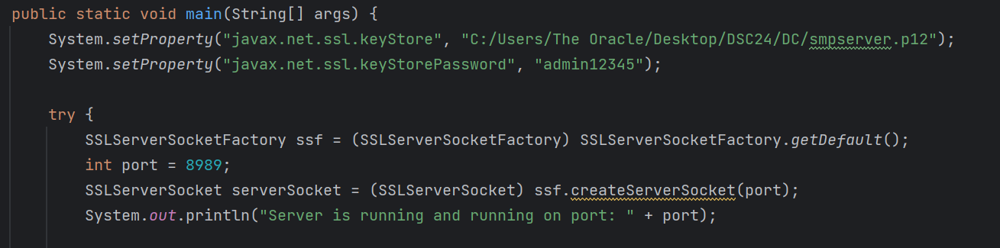 public static void main(String[] args) {
System.setProperty("javax.net.ssl.keyStore", "C:/Users/The Oracle/Desktop/DSC24/DC/smpserver.p12");
System.setProperty("javax.net.ssl.keyStorePassword", "admin12345");
try {
SSLServerSocketFactory ssf = (SSLServerSocketFactory) SSLServerSocketFactory.getDefault();
int port = 8989;
SSLServerSocket serverSocket = (SSLServerSocket) ssf.createServerSocket(port);
System.out.println("Server is running and running on port: " + port);